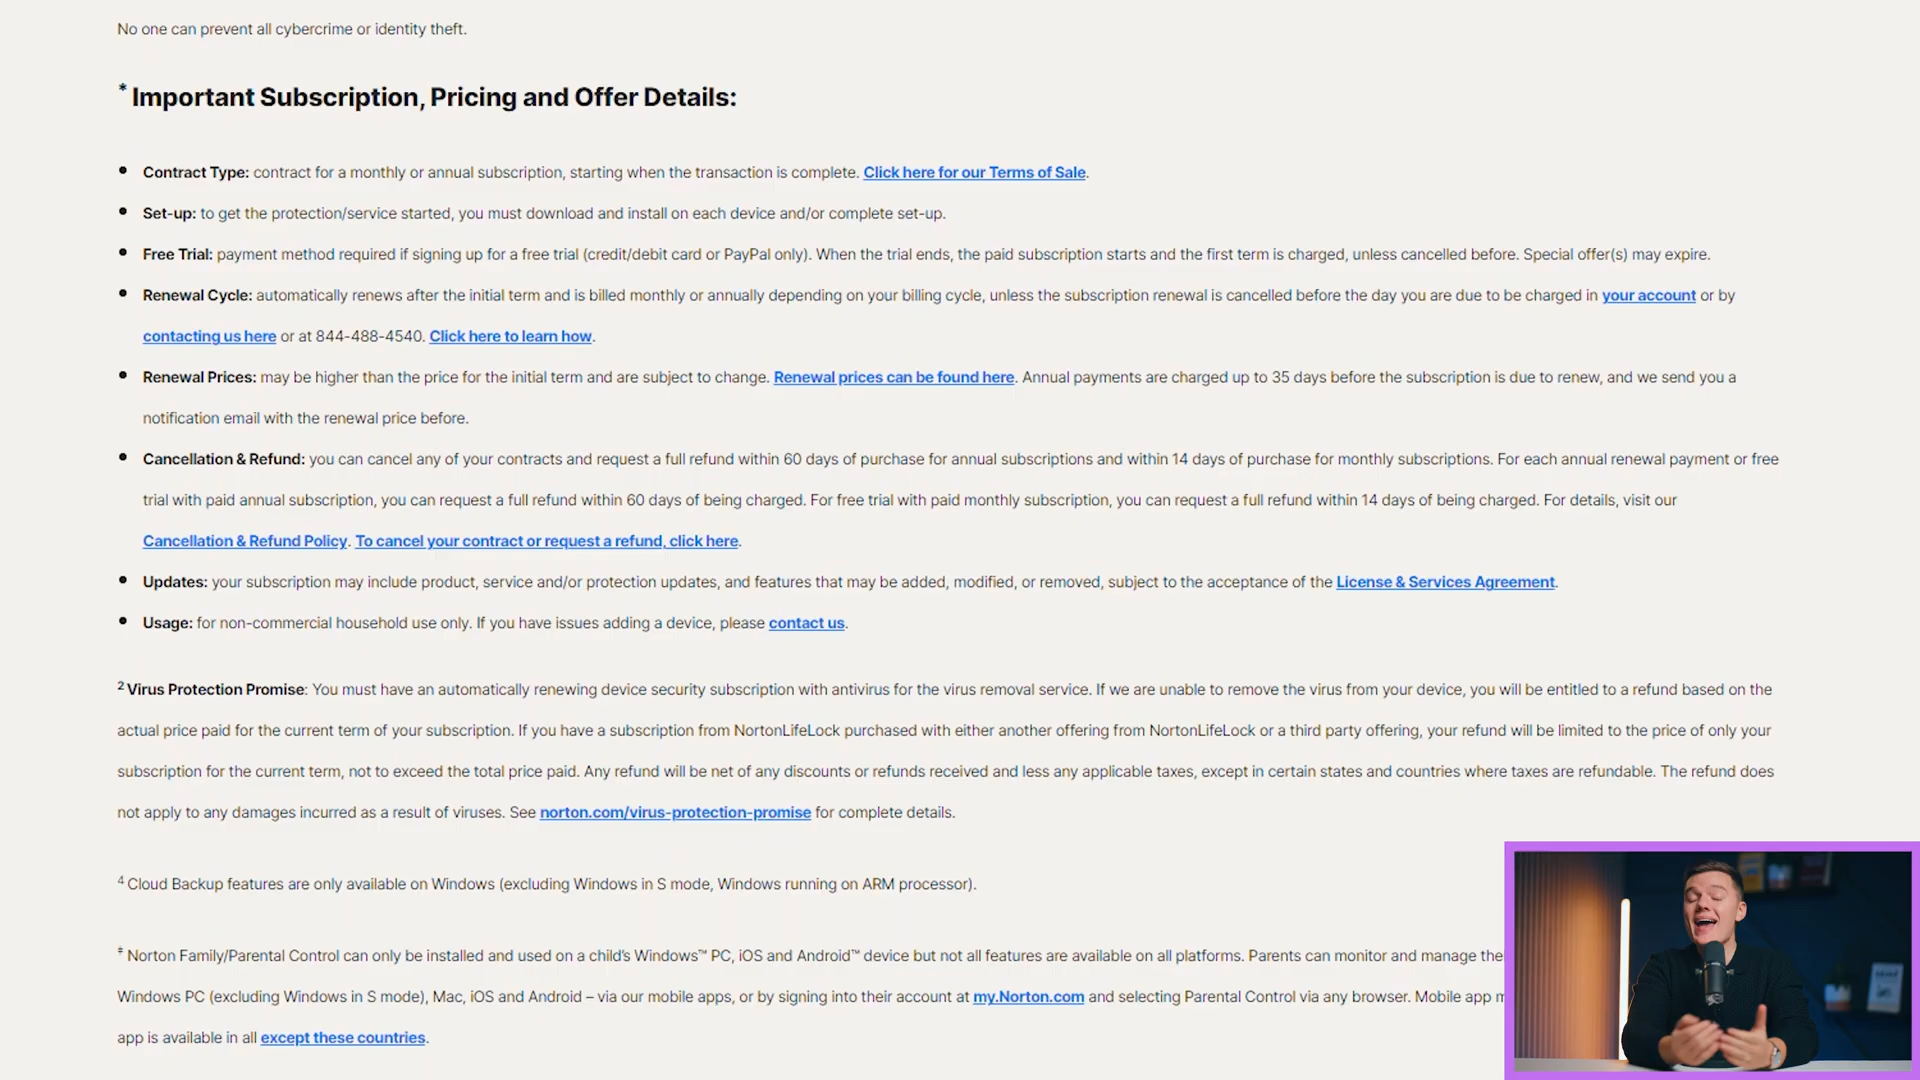 No one can prevent all cybercrime or identity theft.
* Important Subscription, Pricing and Offer Details:
Contract Type: contract for a monthly or annual subscription, starting when the transaction is complete. Click here for our Terms of Sale.
Set-up: to get the protection/service started, you must download and install on each device and/or complete set-up.
Free Trial: payment method required if signing up for a free trial (credit/debit card or PayPal only). When the trial ends, the paid subscription starts and the first term is charged, unless cancelled before. Special offer(s) may expire.
Renewal Cycle: automatically renews after the initial term and is billed monthly or annually depending on your billing cycle, unless the subscription renewal is cancelled before the day you are due to be charged in your account or by
contacting us here or at 844-488-4540. Click here to learn how.
Renewal Prices: may be higher than the price for the initial term and are subject to change. Renewal prices can be found here. Annual payments are charged up to 35 days before the subscription is due to renew, and we send you a
notification email with the renewal price before.
Cancellation & Refund: you can cancel any of your contracts and request a full refund within 60 days of purchase for annual subscriptions and within 14 days of purchase for monthly subscriptions. For each annual renewal payment or free
trial with paid annual subscription, you can request a full refund within 60 days of being charged. For free trial with paid monthly subscription, you can request a full refund within 14 days of being charged. For details, visit our
Cancellation & Refund Policy. To cancel your contract or request a refund, click here.
Updates: your subscription may include product, service and/or protection updates, and features that may be added, modified, or removed, subject to the acceptance of the License & Services Agreement.
Usage: for non-commercial household use only. If you have issues adding a device, please contact us.
2 Virus Protection Promise: You must have an automatically renewing device security subscription with antivirus for the virus removal service. If we are unable to remove the virus from your device, you will be entitled to a refund based on the
actual price paid for the current term of your subscription. If you have a subscription from NortonLifeLock purchased with either another offering from NortonLifeLock or a third party offering, your refund will be limited to the price of only your
subscription for the current term, not to exceed the total price paid. Any refund will be net of any discounts or refunds received and less any applicable taxes, except in certain states and countries where taxes are refundable. The refund does
not apply to any damages incurred as a result of viruses. See norton.com/virus-protection-promise for complete details.
4 Cloud Backup features are only available on Windows (excluding Windows in S mode, Windows running on ARM processor).
‡ Norton Family/Parental Control can only be installed and used on a child's Windows™ PC, iOS and Android™ device but not all features are available on all platforms. Parents can monitor and manage the
Windows PC (excluding Windows in S mode), Mac, iOS and Android – via our mobile apps, or by signing into their account at my.Norton.com and selecting Parental Control via any browser. Mobile app m
app is available in all except these countries.